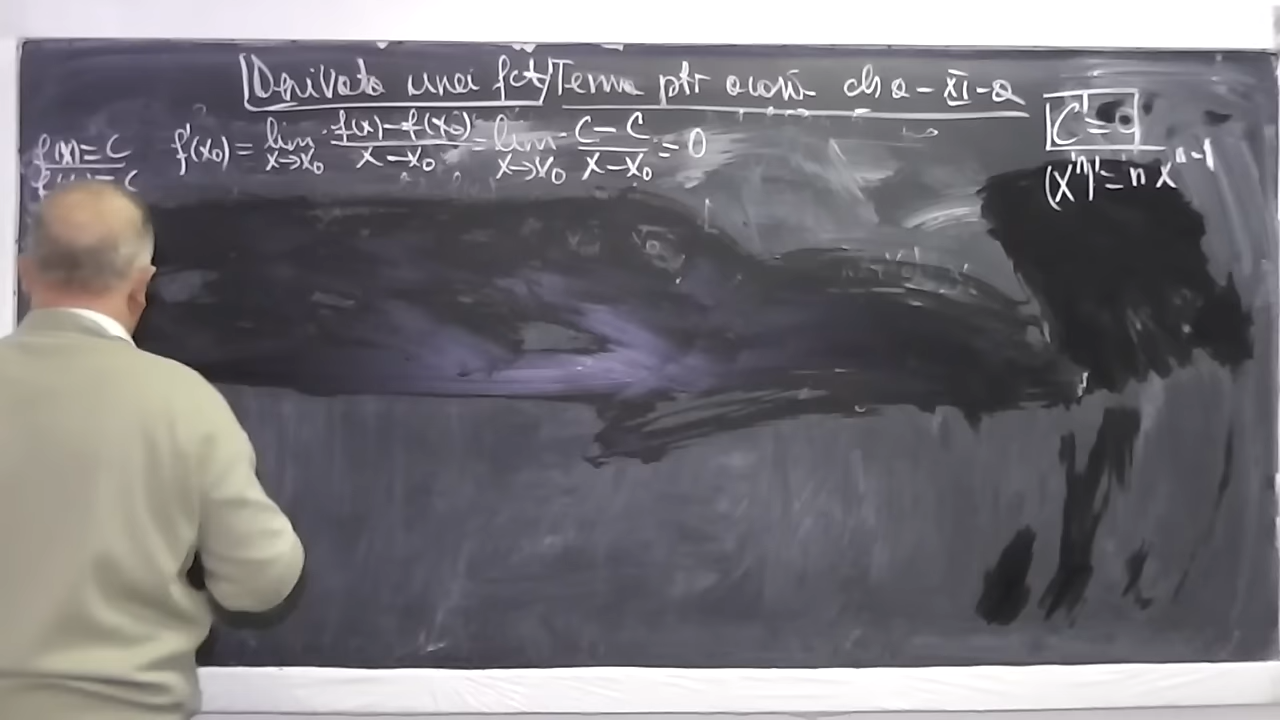 Derivata unei fct/Tema ptr acasă cls a-XI-a
f(x)=C f'(x₀) = lim x→x₀ f(x)-f(x₀) / x-x₀ = lim x→x₀ C-C / x-x₀ = 0
C'=0
(xⁿ)'=n xⁿ⁻¹